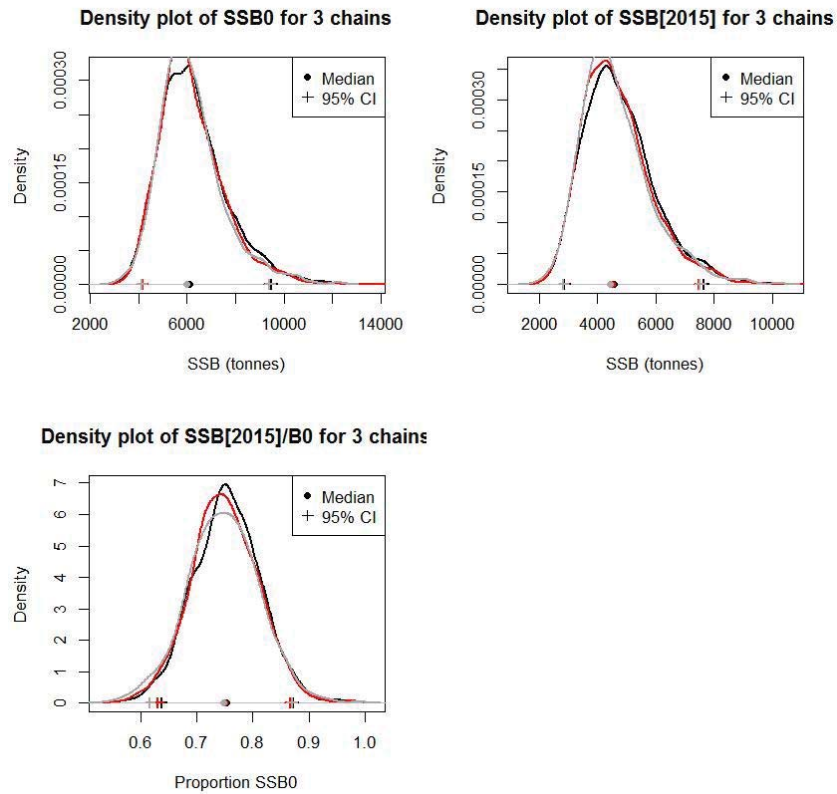 Density plot of SSB0 for 3 chains
Density
0.00000 0.00015 0.00030
Median
95% CI
2000 6000 10000 14000
SSB (tonnes)
Density plot of SSB[2015] for 3 chains
Density
0.00000 0.00015 0.00030
Median
95% CI
2000 4000 6000 8000 10000
SSB (tonnes)
Density plot of SSB[2015]/B0 for 3 chains
Density
0 1 2 3 4 5 6 7
Median
95% CI
0.6 0.7 0.8 0.9 1.0
Proportion SSB0